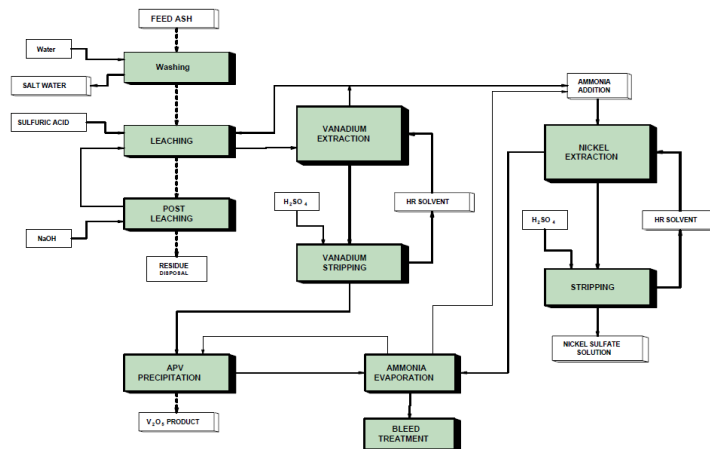 FEED ASH
Water
Washing
SALT WATER
AMMONIA
ADDITION
SULFURIC ACID
LEACHING
VANADIUM
EXTRACTION
NICKEL
EXTRACTION
POST
LEACHING
H₂SO₄
HR SOLVENT
H₂SO₄
HR SOLVENT
NaOH
RESIDUE
DISPOSAL
VANADIUM
STRIPPING
STRIPPING
NICKEL SULFATE
SOLUTION
APV
PRECIPITATION
AMMONIA
EVAPORATION
V₂O₅ PRODUCT
BLEED
TREATMENT